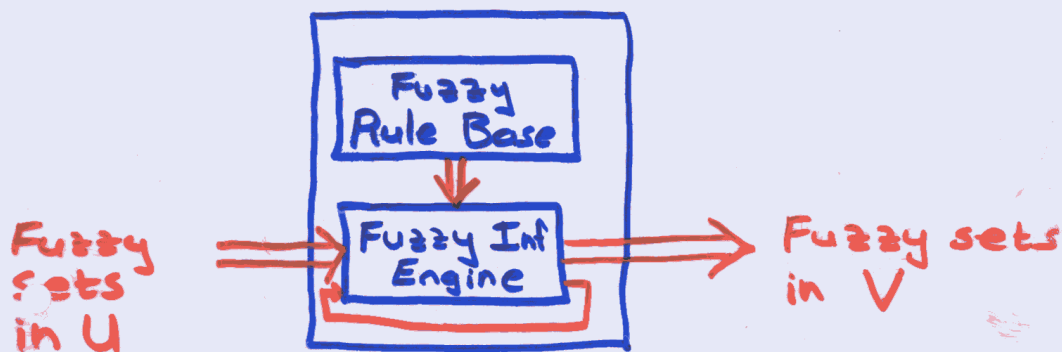 Fuzzy
Rule Base
Fuzzy Inf
Engine
Fuzzy
sets
in U
Fuzzy sets
in V